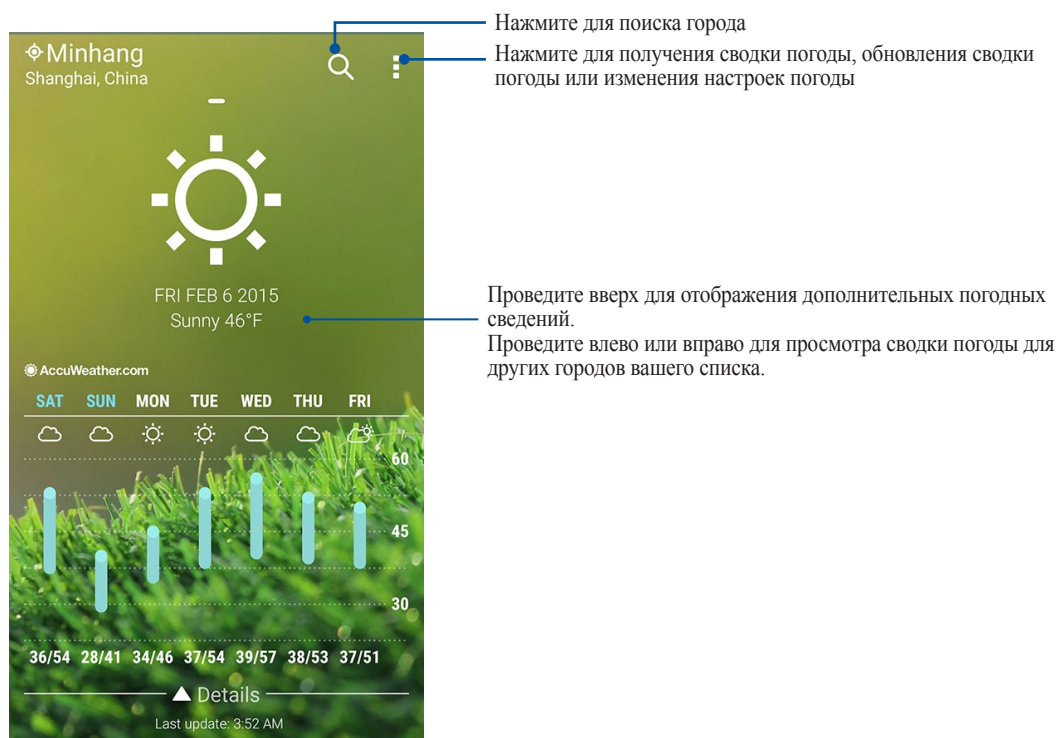 Нажмите для поиска города
Нажмите для получения сводки погоды, обновления сводки
погоды или изменения настроек погоды
Minhang
Shanghai, China
FRI FEB 6 2015
Sunny 46°F
Проведите вверх для отображения дополнительных погодных
сведений.
Проведите влево или вправо для просмотра сводки погоды для
других городов вашего списка.
AccuWeather.com
SAT SUN MON TUE WED THU FRI
60
45
30
36/54 28/41 34/46 37/54 39/57 38/53 37/51
Details
Last update: 3:52 AM